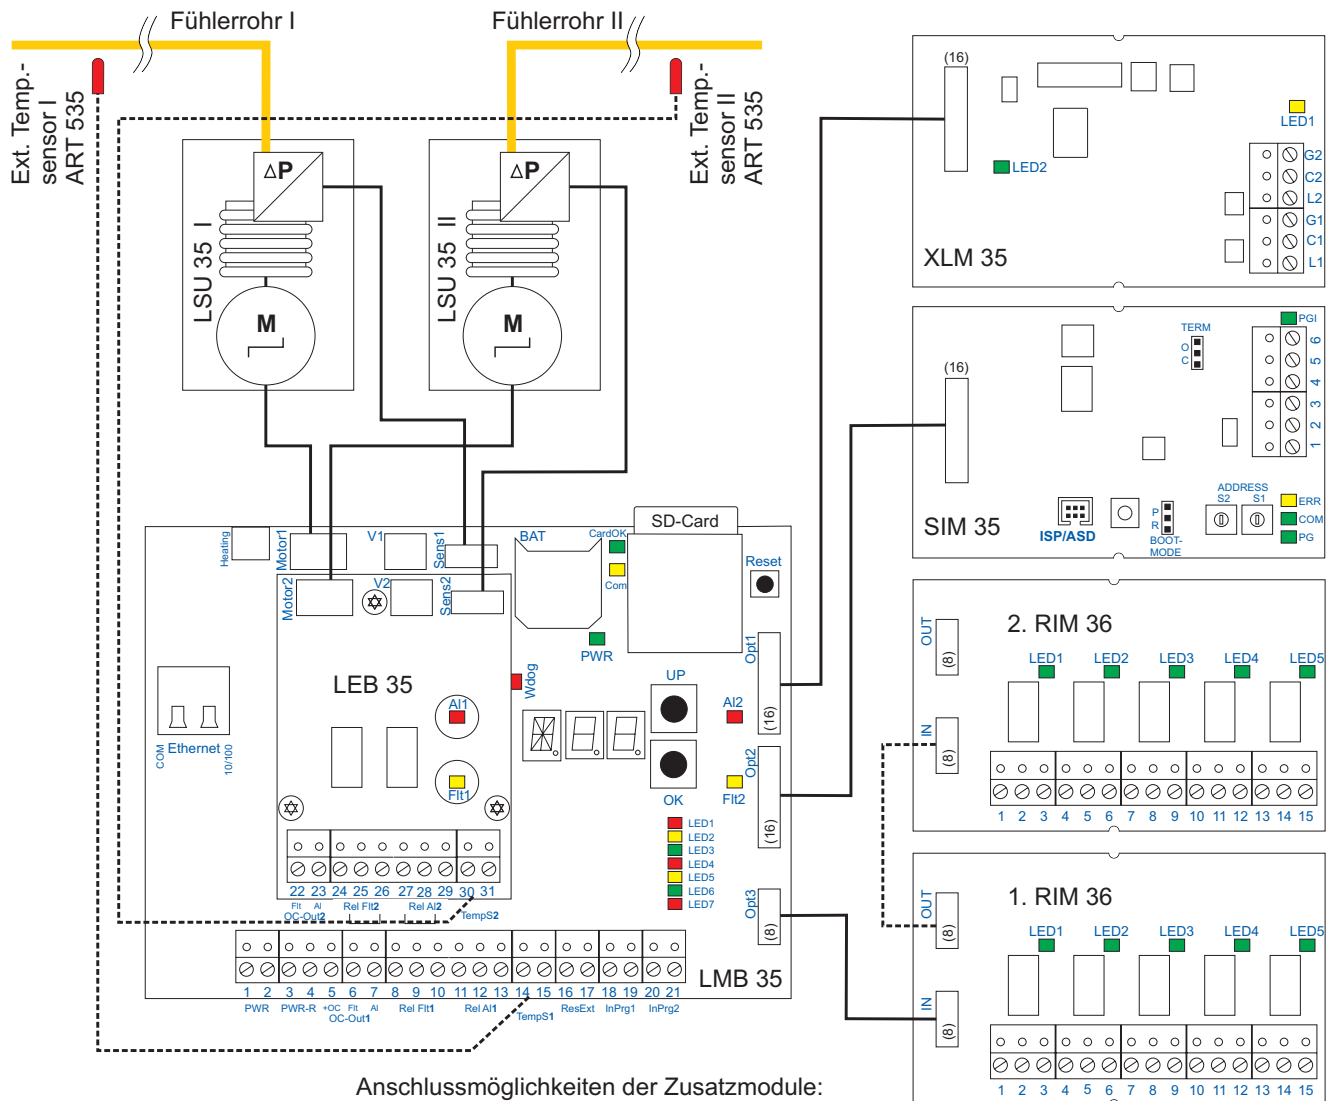 Fühlerrohr I
Fühlerrohr II
Ext. Temp.-
sensor I
ART 535
Ext. Temp.-
sensor II
ART 535
ΔP
LSU 35 I
M
ΔP
LSU 35 II
M
(16)
LED1
LED2
G2
C2
L2
G1
C1
L1
XLM 35
(16)
TERM
O
C
PGI
6
5
4
3
2
1
ADDRESS
S2 S1
ERR
COM
PG
P
R
BOOT-
MODE
ISP/ASD
SIM 35
2. RIM 36
OUT
(8)
IN
(8)
LED1 LED2 LED3 LED4 LED5
1 2 3 4 5 6 7 8 9 10 11 12 13 14 15
1. RIM 36
OUT
(8)
IN
(8)
LED1 LED2 LED3 LED4 LED5
1 2 3 4 5 6 7 8 9 10 11 12 13 14 15
SD-Card
Heating
Motor1
V1
Sens1
BAT
CardOK
Com
Reset
Motor2
V2
Sens2
PWR
Opt1
(16)
LEB 35
Wdog
UP
Al1
Al2
COM
Ethernet
10/100
Flt1
OK
Flt2
Opt2
(16)
LED1
LED2
LED3
LED4
LED5
LED6
LED7
Opt3
(8)
22 23 24 25 26 27 28 29 30 31
Flt Al
OC-Out2
Rel Flt2
Rel Al2
TempS2
LMB 35
1 2 3 4 5 6 7 8 9 10 11 12 13 14 15 16 17 18 19 20 21
PWR PWR-R +OC Flt Al
OC-Out1
Rel Flt1
Rel Al1
TempS1
ResExt
InPrg1
InPrg2
Anschlussmöglichkeiten der Zusatzmodule: